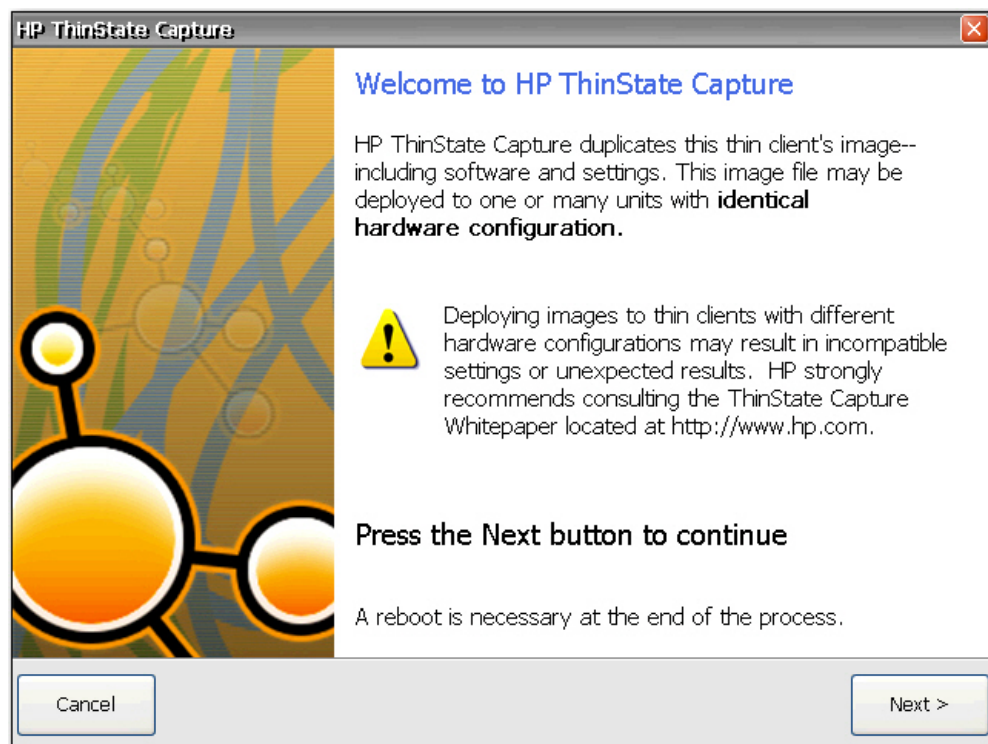 HP ThinState Capture
Welcome to HP ThinState Capture
HP ThinState Capture duplicates this thin client's image--
including software and settings. This image file may be
deployed to one or many units with identical
hardware configuration.
Deploying images to thin clients with different
hardware configurations may result in incompatible
settings or unexpected results.  HP strongly
recommends consulting the ThinState Capture
Whitepaper located at http://www.hp.com.
Press the Next button to continue
A reboot is necessary at the end of the process.
Cancel
Next >